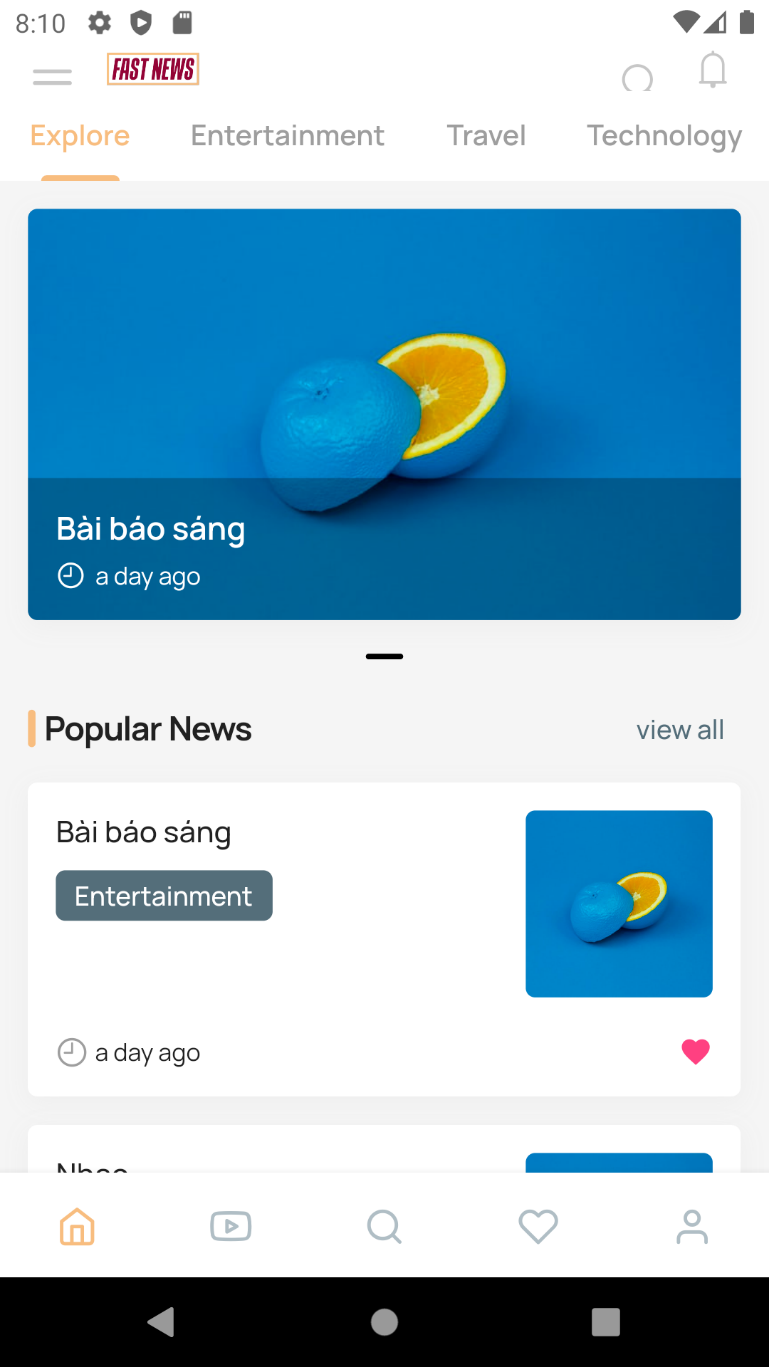 8:10
FAST NEWS
Explore Entertainment Travel Technology
Bài báo sáng
a day ago
Popular News view all
Bài báo sáng
Entertainment
a day ago